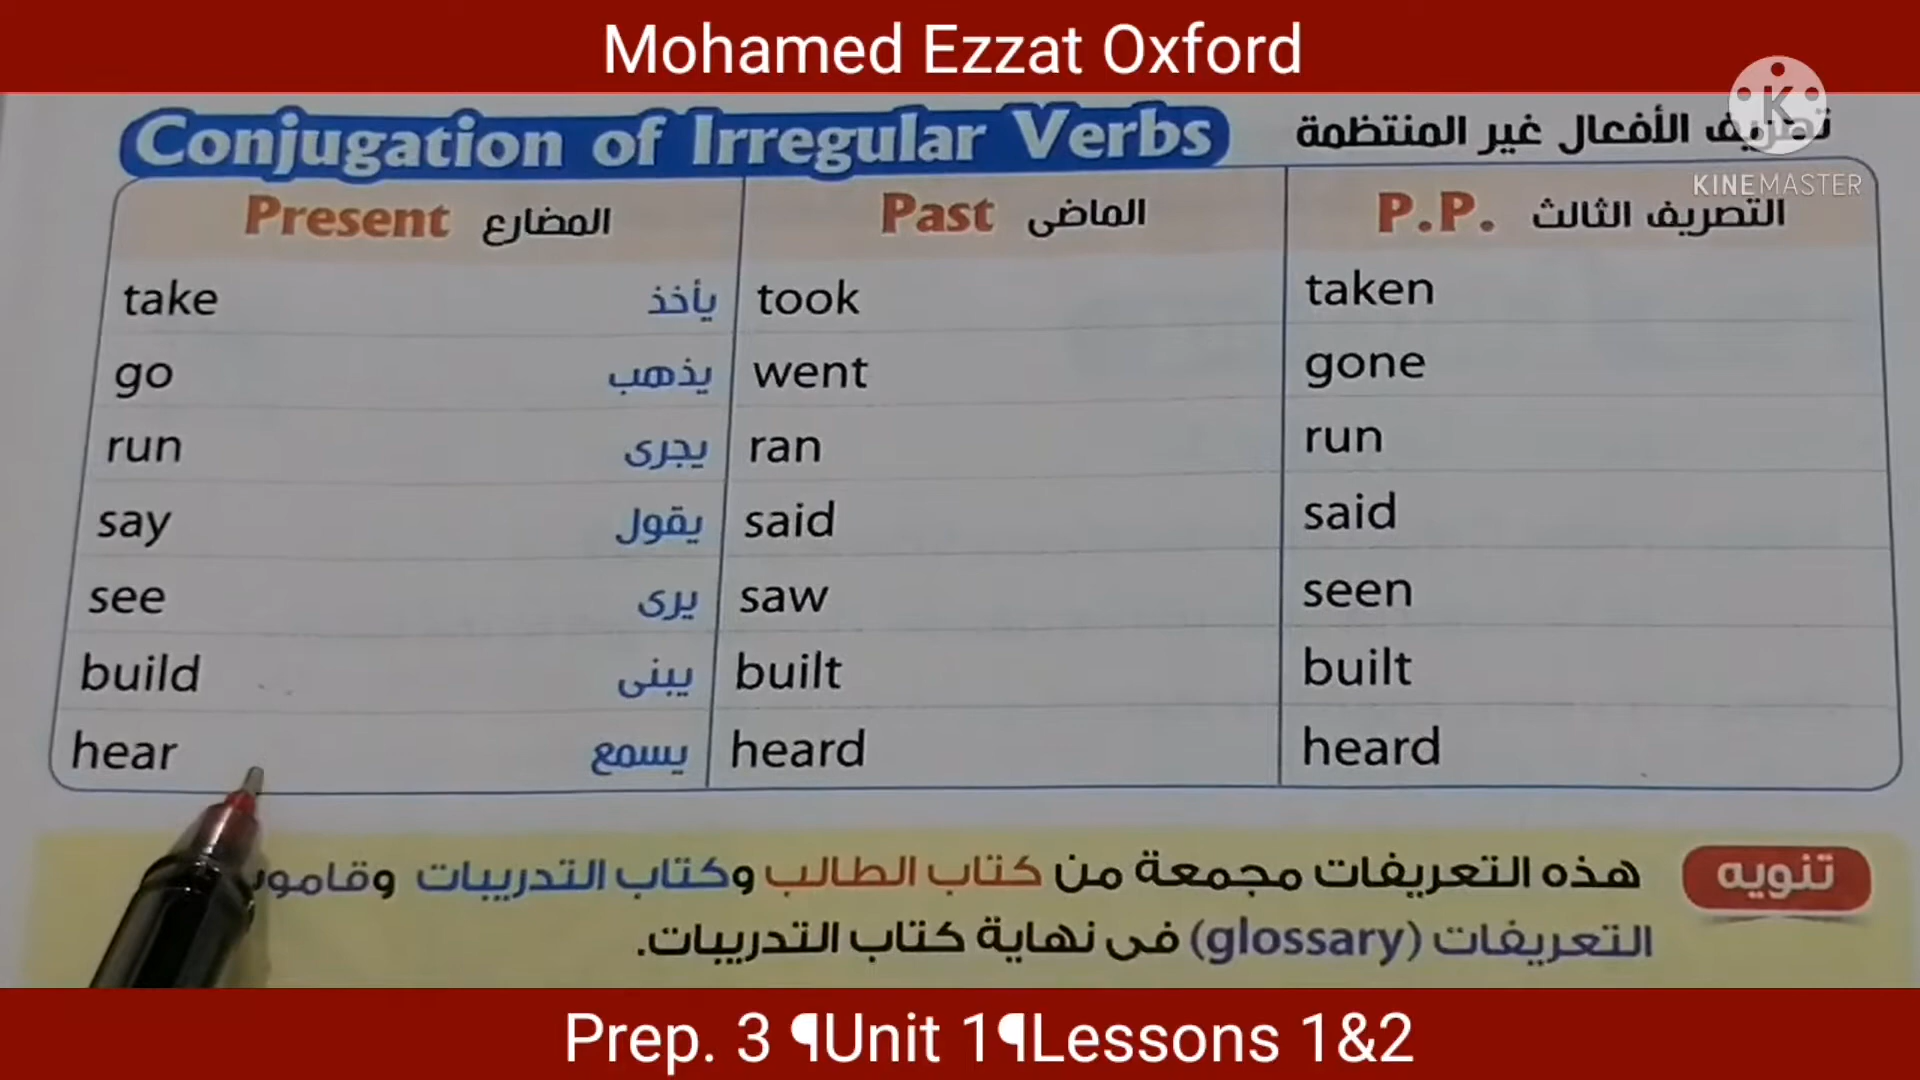 Mohamed Ezzat Oxford
Conjugation of Irregular Verbs تصريف الأفعال غير المنتظمة
K
KINEMASTER
Present المضارع Past الماضى P.P. التصريف الثالث
take يأخذ took taken
go يذهب went gone
run يجرى ran run
say يقول said said
see يرى saw seen
build يبنى built built
hear يسمع heard heard
تنويه هذه التعريفات مجمعة من كتاب الطالب وكتاب التدريبات
التعريفات (glossary) فى نهاية كتاب التدريبات.
Prep. 3 ¶Unit 1¶Lessons 1&2